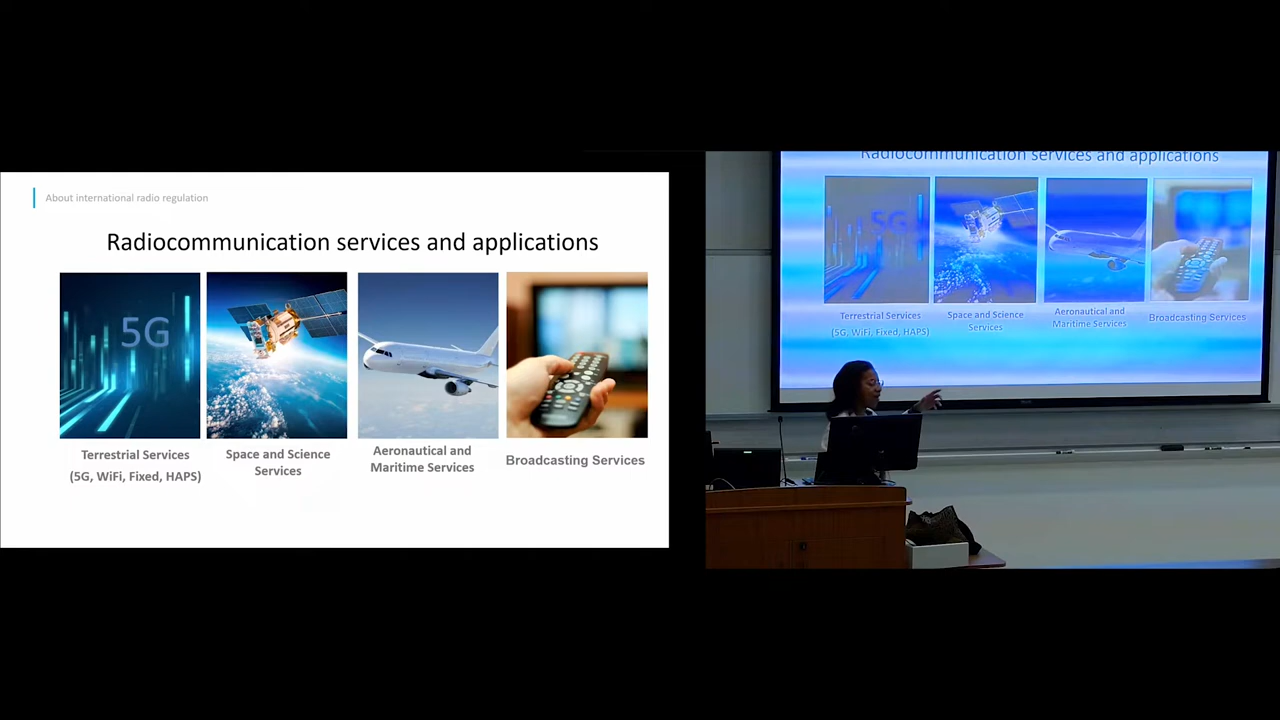 About international radio regulation
Radiocommunication services and applications
5G
Terrestrial Services
(5G, WiFi, Fixed, HAPS)
Space and Science
Services
Aeronautical and
Maritime Services
Broadcasting Services
Radiocommunication services and applications
5G
Terrestrial Services
(5G, WiFi, Fixed, HAPS)
Space and Science
Services
Aeronautical and
Maritime Services
Broadcasting Services